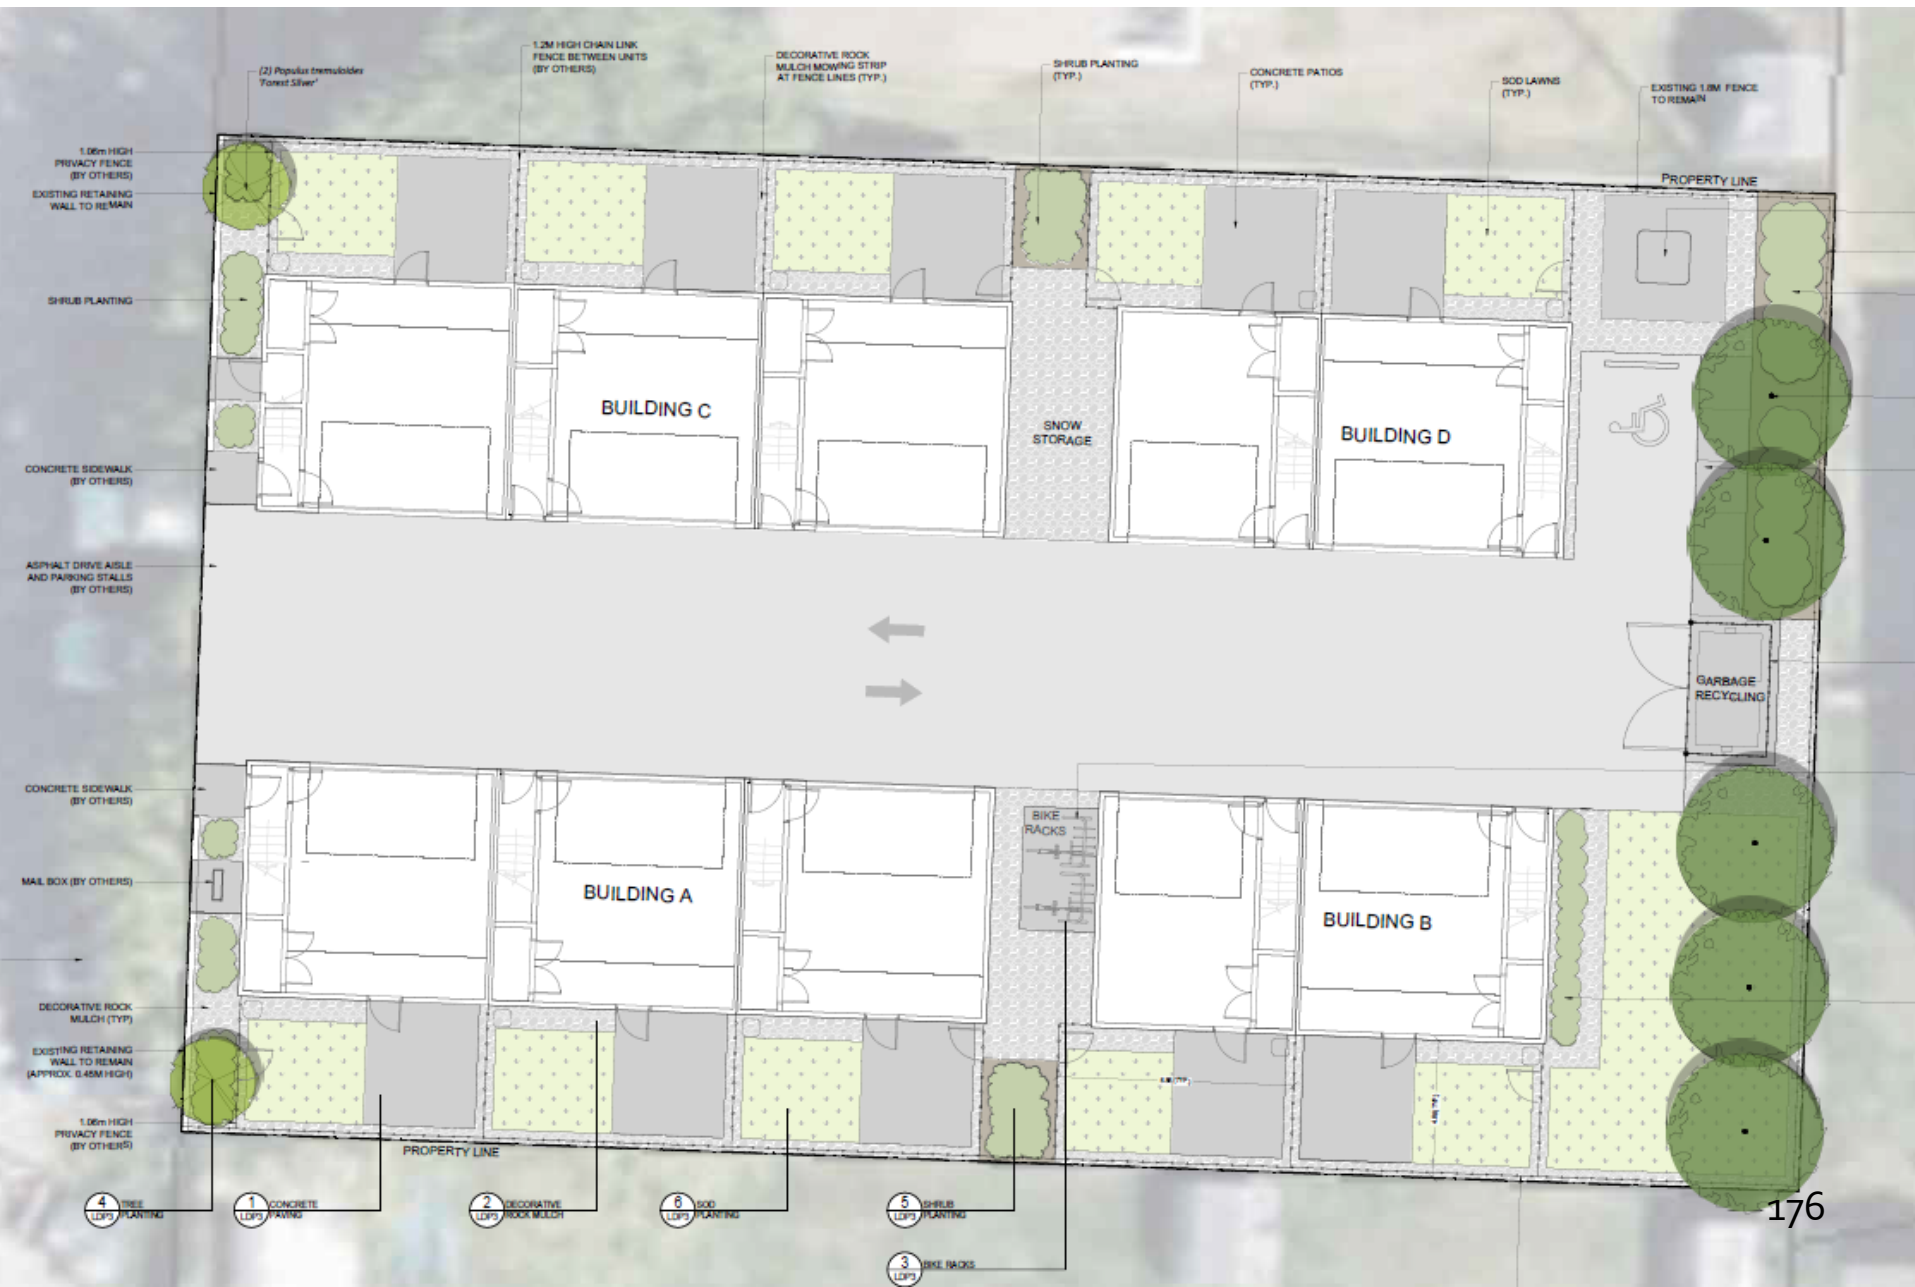 1.2M HIGH CHAIN LINK
FENCE BETWEEN UNITS
(BY OTHERS)
DECORATIVE ROCK
MULCH MOWING STRIP
AT FENCE LINES (TYP.)
SHRUB PLANTING
(TYP.)
CONCRETE PATIOS
(TYP.)
SOD LAWNS
(TYP.)
EXISTING 1.8M FENCE
TO REMAIN
(2) Populus tremuloides
'Forest Silver'
1.06m HIGH
PRIVACY FENCE
(BY OTHERS)
EXISTING RETAINING
WALL TO REMAIN
PROPERTY LINE
SHRUB PLANTING
BUILDING C
SNOW
STORAGE
BUILDING D
CONCRETE SIDEWALK
(BY OTHERS)
ASPHALT DRIVE AISLE
AND PARKING STALLS
(BY OTHERS)
GARBAGE
RECYCLING
CONCRETE SIDEWALK
(BY OTHERS)
BIKE
RACKS
MAIL BOX (BY OTHERS)
BUILDING A
BUILDING B
DECORATIVE ROCK
MULCH (TYP)
EXISTING RETAINING
WALL TO REMAIN
(APPROX. 0.45M HIGH)
1.06m HIGH
PRIVACY FENCE
(BY OTHERS)
PROPERTY LINE
4
LDP3
TREE
PLANTING
1
LDP3
CONCRETE
PAVING
2
LDP3
DECORATIVE
ROCK MULCH
6
LDP3
SOD
PLANTING
5
LDP3
SHRUB
PLANTING
3
LDP3
BIKE RACKS
176